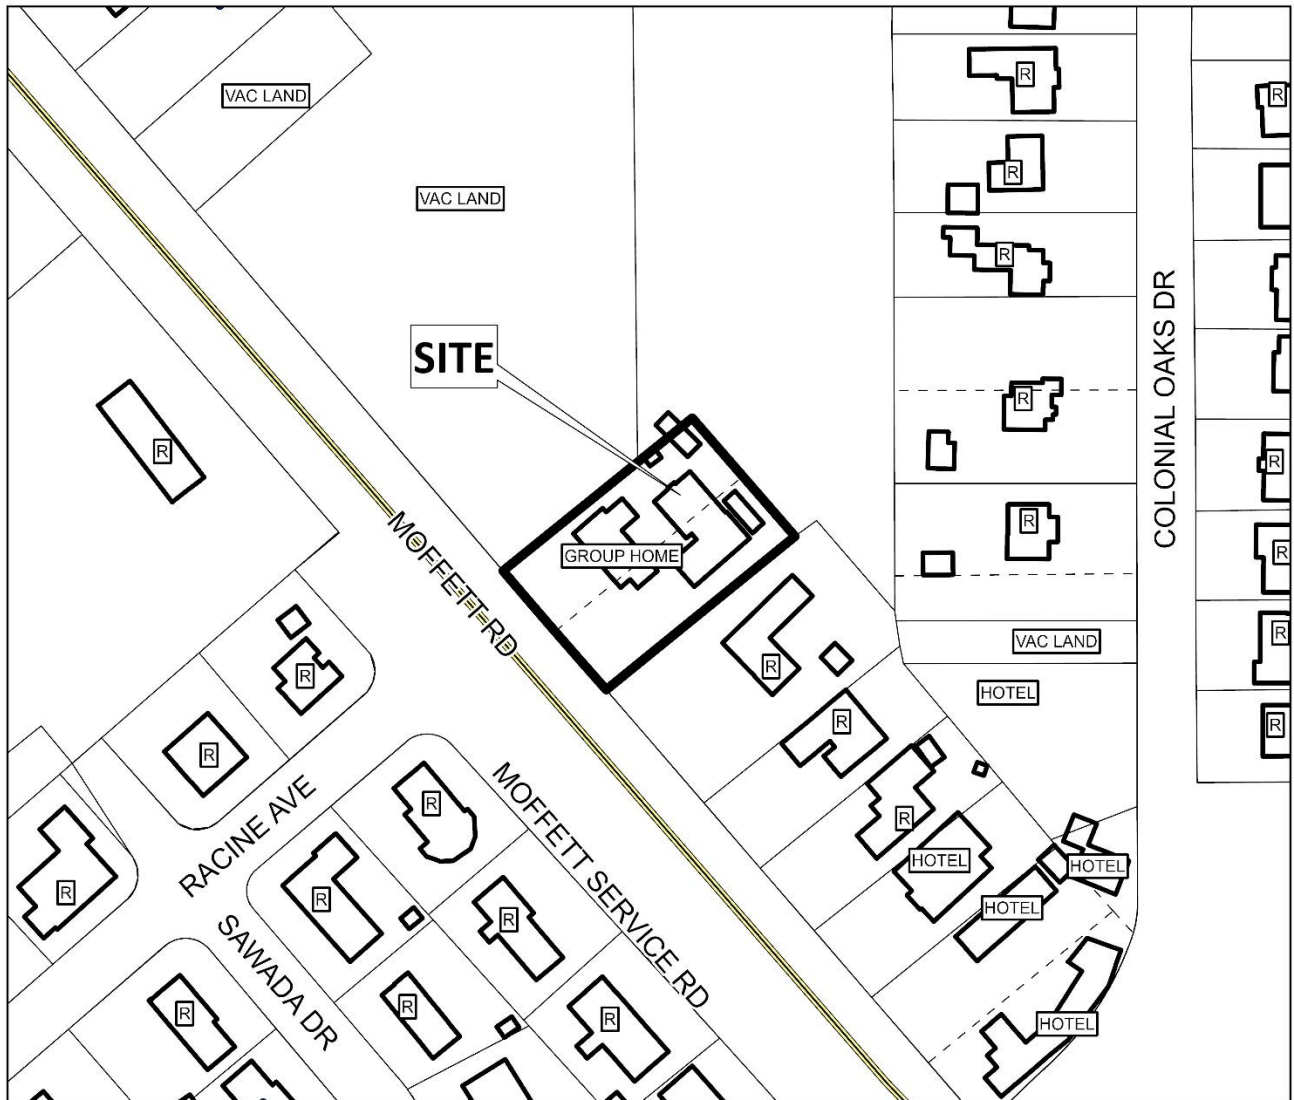 R
R
VAC LAND
R
VAC LAND
R
COLONIAL OAKS DR
SITE
R
R
R
R
MOFFETT RD
GROUP HOME
R
R
R
VAC LAND
R
R
HOTEL
R
R
R
MOFFETT SERVICE RD
RACINE AVE
R
R
HOTEL
HOTEL
R
R
HOTEL
R
SAWADA DR
R
R
R
HOTEL